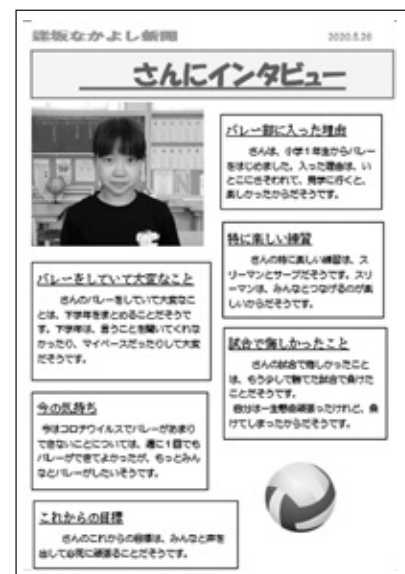 逢坂なかよし新聞
2020.5.26
さんにインタビュー
バレー部に入った理由
さんは、小学1年生からバレー
をはじめました。入った理由は、い
とこにさそわれて、見学に行くと、
楽しかったからだそうです。
特に楽しい練習
さんの特に楽しい練習は、ス
リーマンとサーブだそうです。スリ
ーマンは、みんなとつなげるのが楽
しいからだそうです。
バレーをしていて大変なこと
さんのバレーをしていて大変なこ
とは、下学年をまとめることだそうで
す。下学年は、言うことを聞いてくれな
かったり、マイペースだったりして大変
だそうです。
試合で悔しかったこと
さんの試合で悔しかったこと
は、もう少しで勝てた試合で負けた
ことだそうです。
自分は一生懸命頑張ったけれど、負
けてしまったからだそうです。
今の気持ち
今はコロナウイルスでバレーがあまり
できないことについては、週に1回でも
バレーができてよかったが、もっとみん
なとバレーがしたいそうです。
これからの目標
さんのこれからの目標は、みんなと声を
出して必死に頑張ることだそうです。